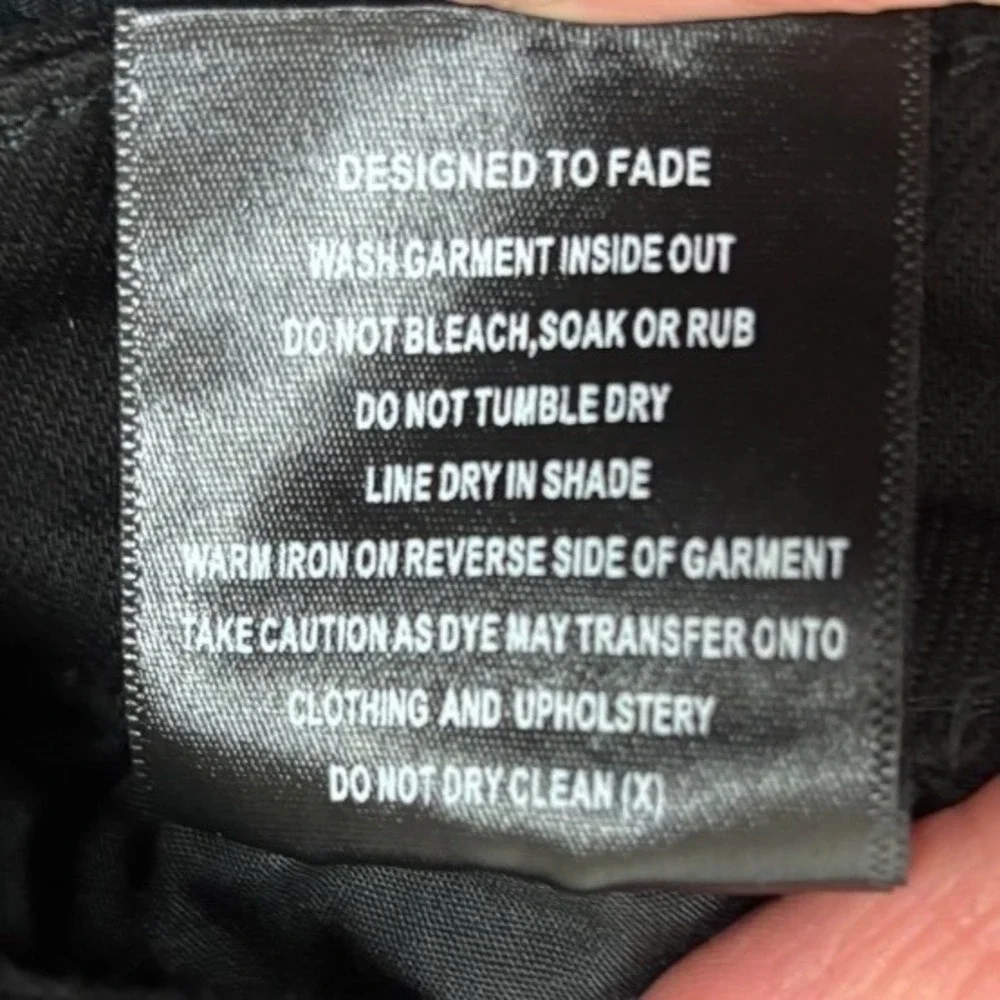 DESIGNED TO FADE
WASH GARMENT INSIDE OUT
DO NOT BLEACH,SOAK OR RUB
DO NOT TUMBLE DRY
LINE DRY IN SHADE
WARM IRON ON REVERSE SIDE OF GARMENT
TAKE CAUTION AS DYE MAY TRANSFER ONTO
CLOTHING AND UPHOLSTERY
DO NOT DRY CLEAN (X)